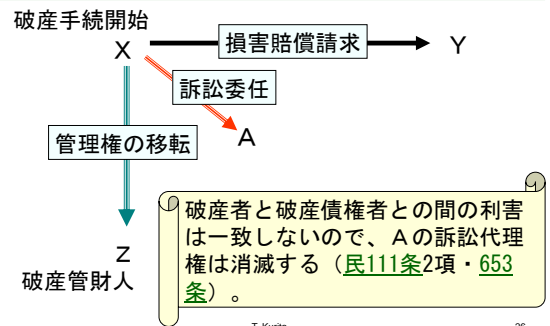 破産手続開始
X
損害賠償請求
Y
訴訟委任
A
管理権の移転
Z
破産管財人
破産者と破産債権者との間の利害
は一致しないので、Aの訴訟代理
権は消滅する（民111条2項・653
条）。